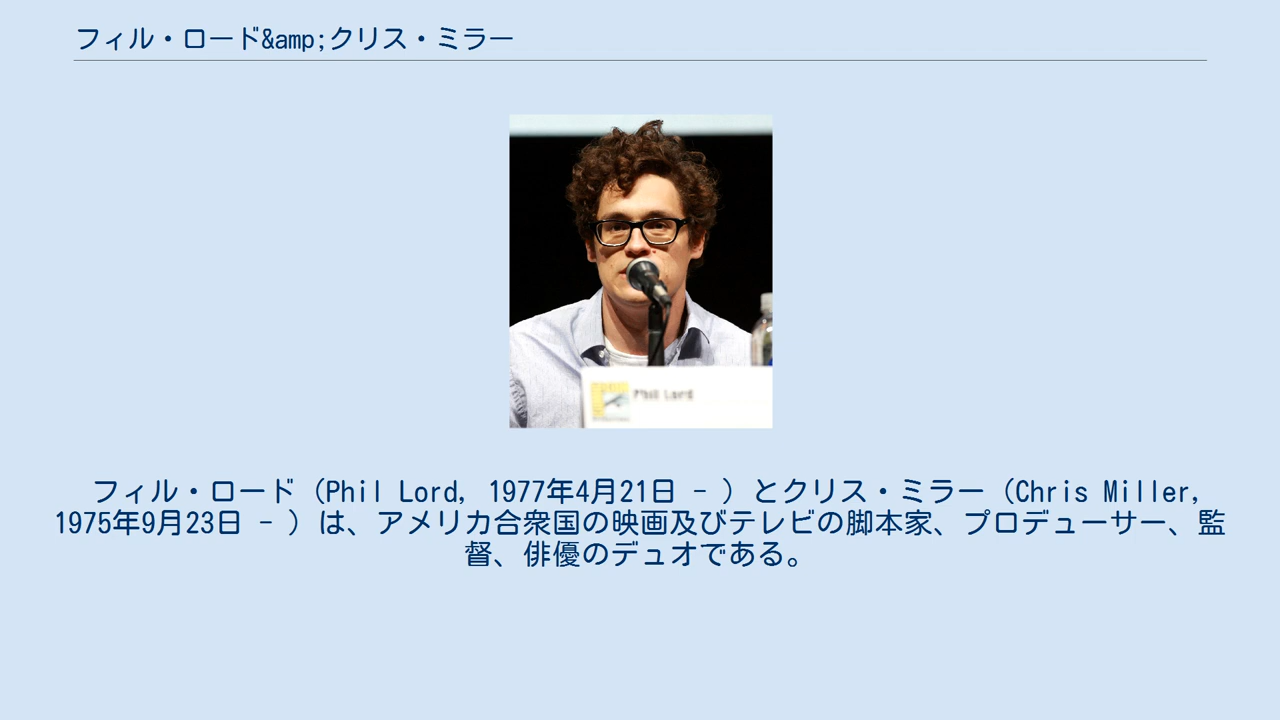 フィル・ロード&amp;クリス・ミラー
Phil Lord
フィル・ロード（Phil Lord, 1977年4月21日 - ）とクリス・ミラー（Chris Miller,
1975年9月23日 - ）は、アメリカ合衆国の映画及びテレビの脚本家、プロデューサー、監
督、俳優のデュオである。